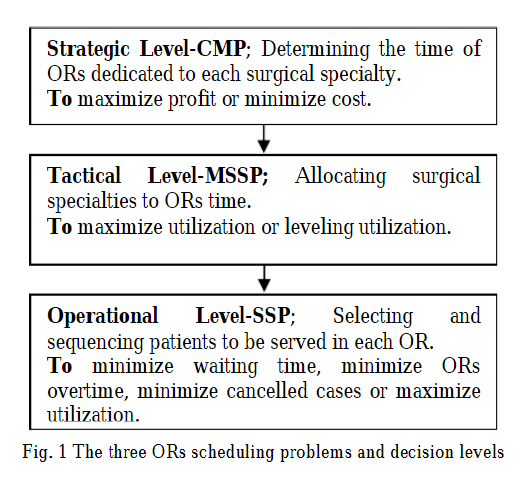 Strategic Level-CMP; Determining the time of
ORs dedicated to each surgical specialty.
To maximize profit or minimize cost.
Tactical Level-MSSP; Allocating surgical
specialties to ORs time.
To maximize utilization or leveling utilization.
Operational Level-SSP; Selecting and
sequencing patients to be served in each OR.
To minimize waiting time, minimize ORs
overtime, minimize cancelled cases or maximize
utilization.
Fig. 1 The three ORs scheduling problems and decision levels